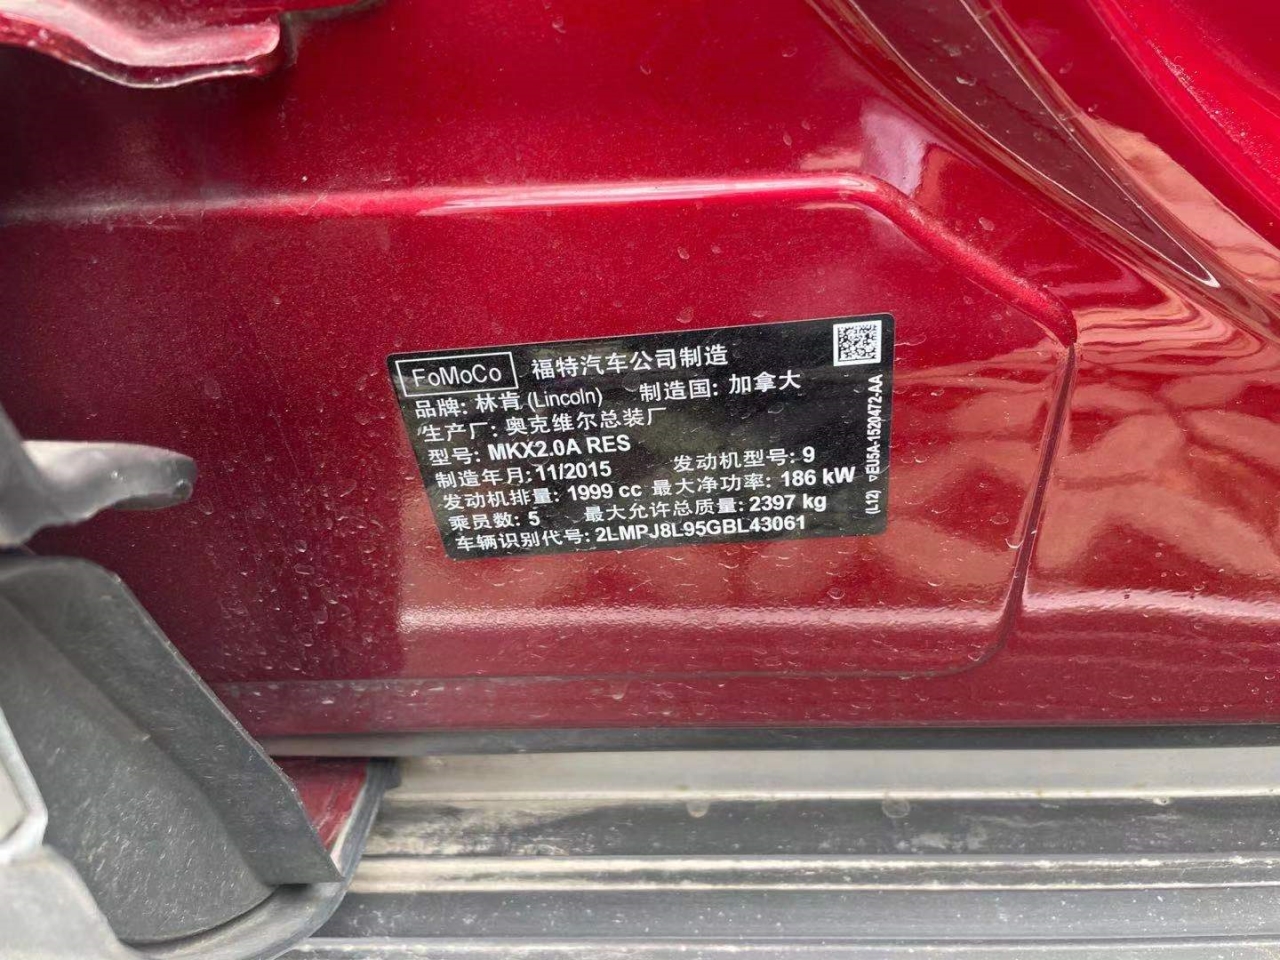 FoMoCo 福特汽车公司制造
品牌: 林肯 (Lincoln) 制造国: 加拿大
生产厂: 奥克维尔总装厂
型号: MKX2.0A RES
制造年月: 11/2015 发动机型号: 9
发动机排量: 1999 cc 最大净功率: 186 kW
乘员数: 5 最大允许总质量: 2397 kg
车辆识别代号: 2LMPJ8L95GBL43061
(L12) ▽EU5A-1520472-AA